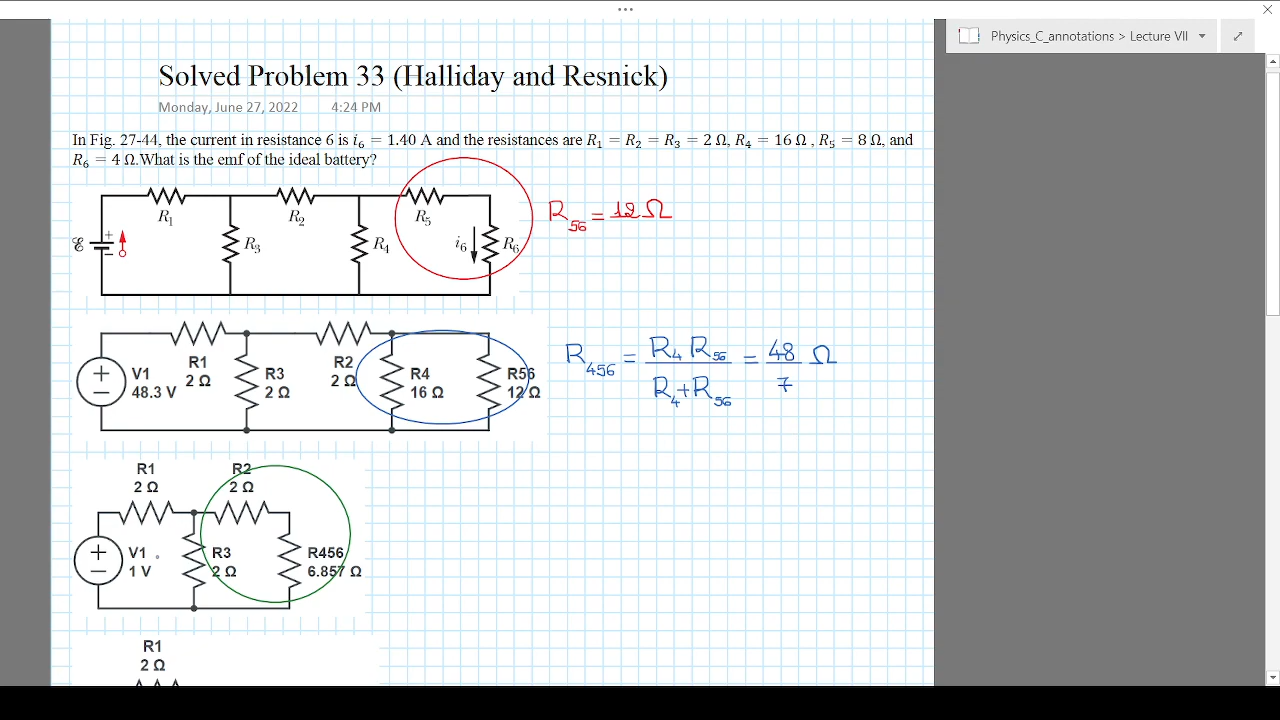 Physics_C_annotations > Lecture VII
Solved Problem 33 (Halliday and Resnick)
Monday, June 27, 2022 4:24 PM
In Fig. 27-44, the current in resistance 6 is i6 = 1.40 A and the resistances are R1 = R2 = R3 = 2 Ω, R4 = 16 Ω , R5 = 8 Ω, and
R6 = 4 Ω.What is the emf of the ideal battery?
R1 R2 R5
R56 = 12 Ω
ℰ + − R3 R4 i6 R6
R1 2 Ω
R2 2 Ω
V1 48.3 V
+ −
R3 2 Ω
R4 16 Ω
R56 12 Ω
R456 = R4 R56 / R4+R56 = 48 / 7 Ω
R1 2 Ω
R2 2 Ω
V1 1 V
+ −
R3 2 Ω
R456 6.857 Ω
R1
2 Ω